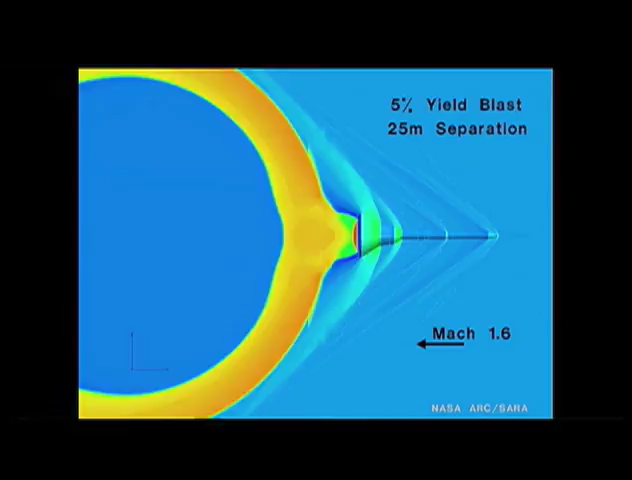 5% Yield Blast
25m Separation
Mach 1.6
NASA ARC/SARA